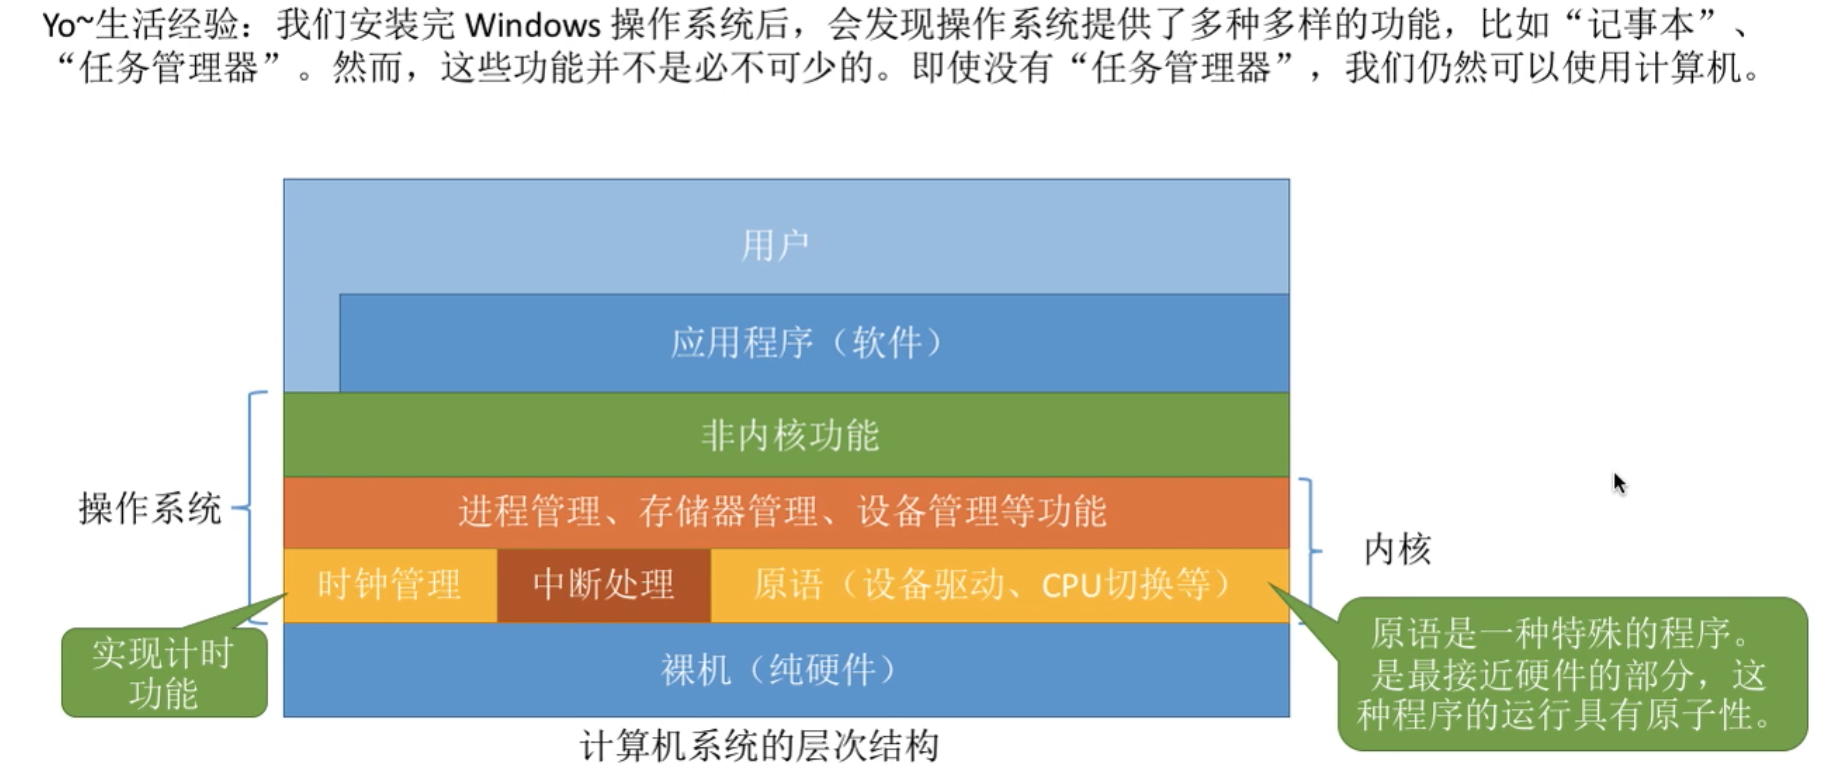 Yo~生活经验：我们安装完 Windows 操作系统后，会发现操作系统提供了多种多样的功能，比如“记事本”、
“任务管理器”。然而，这些功能并不是必不可少的。即使没有“任务管理器”，我们仍然可以使用计算机。
用户
应用程序（软件）
非内核功能
操作系统
进程管理、存储器管理、设备管理等功能
内核
时钟管理
中断处理
原语（设备驱动、CPU切换等）
实现计时
功能
原语是一种特殊的程序。
是最接近硬件的部分，这
种程序的运行具有原子性。
裸机（纯硬件）
计算机系统的层次结构